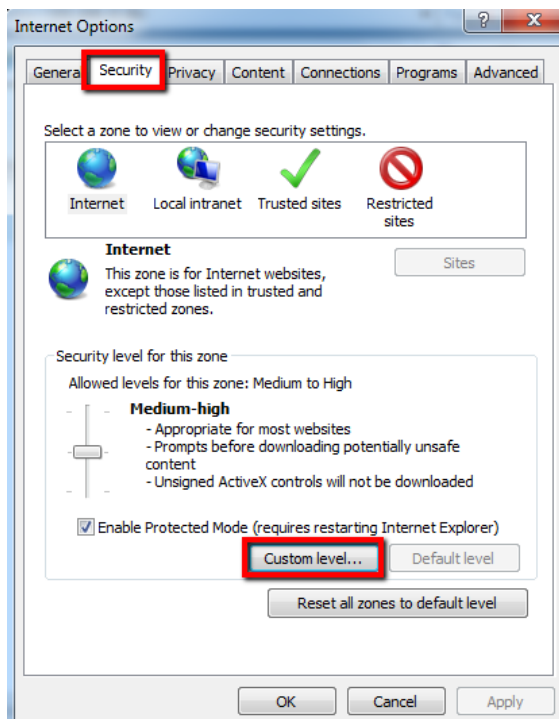 Internet Options
?
X
General Security Privacy Content Connections Programs Advanced
Select a zone to view or change security settings.
Internet Local intranet Trusted sites Restricted
sites
Internet
This zone is for Internet websites,
except those listed in trusted and
restricted zones.
Sites
Security level for this zone
Allowed levels for this zone: Medium to High
Medium-high
- Appropriate for most websites
- Prompts before downloading potentially unsafe
content
- Unsigned ActiveX controls will not be downloaded
Enable Protected Mode (requires restarting Internet Explorer)
Custom level... Default level
Reset all zones to default level
OK Cancel Apply